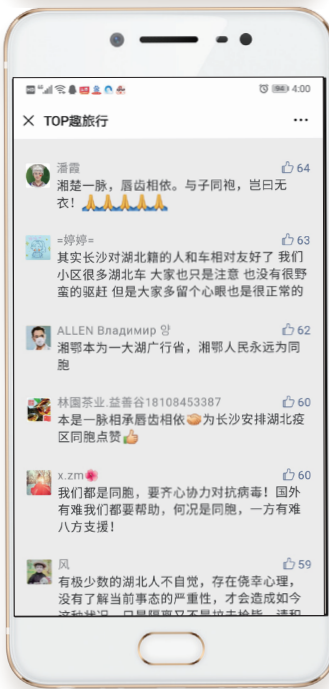 94 4:00
TOP趣旅行
潘霞 64
湘楚一脉，唇齿相依。与子同袍，岂曰无
衣！🙏🙏🙏🙏🙏
=婷婷= 63
其实长沙对湖北籍的人和车相对友好了 我们
小区很多湖北车 大家也只是注意 也没有很野
蛮的驱赶 但是大家多留个心眼也是很正常的
ALLEN Владимир 양 62
湘鄂本为一大湖广行省，湘鄂人民永远为同
胞
林園茶业.益善谷18108453387 60
本是一脉相承唇齿相依🤝为长沙安排湖北疫
区同胞点赞👍
x.zm🌺 60
我们都是同胞，要齐心协力对抗病毒！国外
有难我们都要帮助，何况是同胞，一方有难
八方支援！
风 59
有极少数的湖北人不自觉，存在侥幸心理，
没有了解当前事态的严重性，才会造成如今